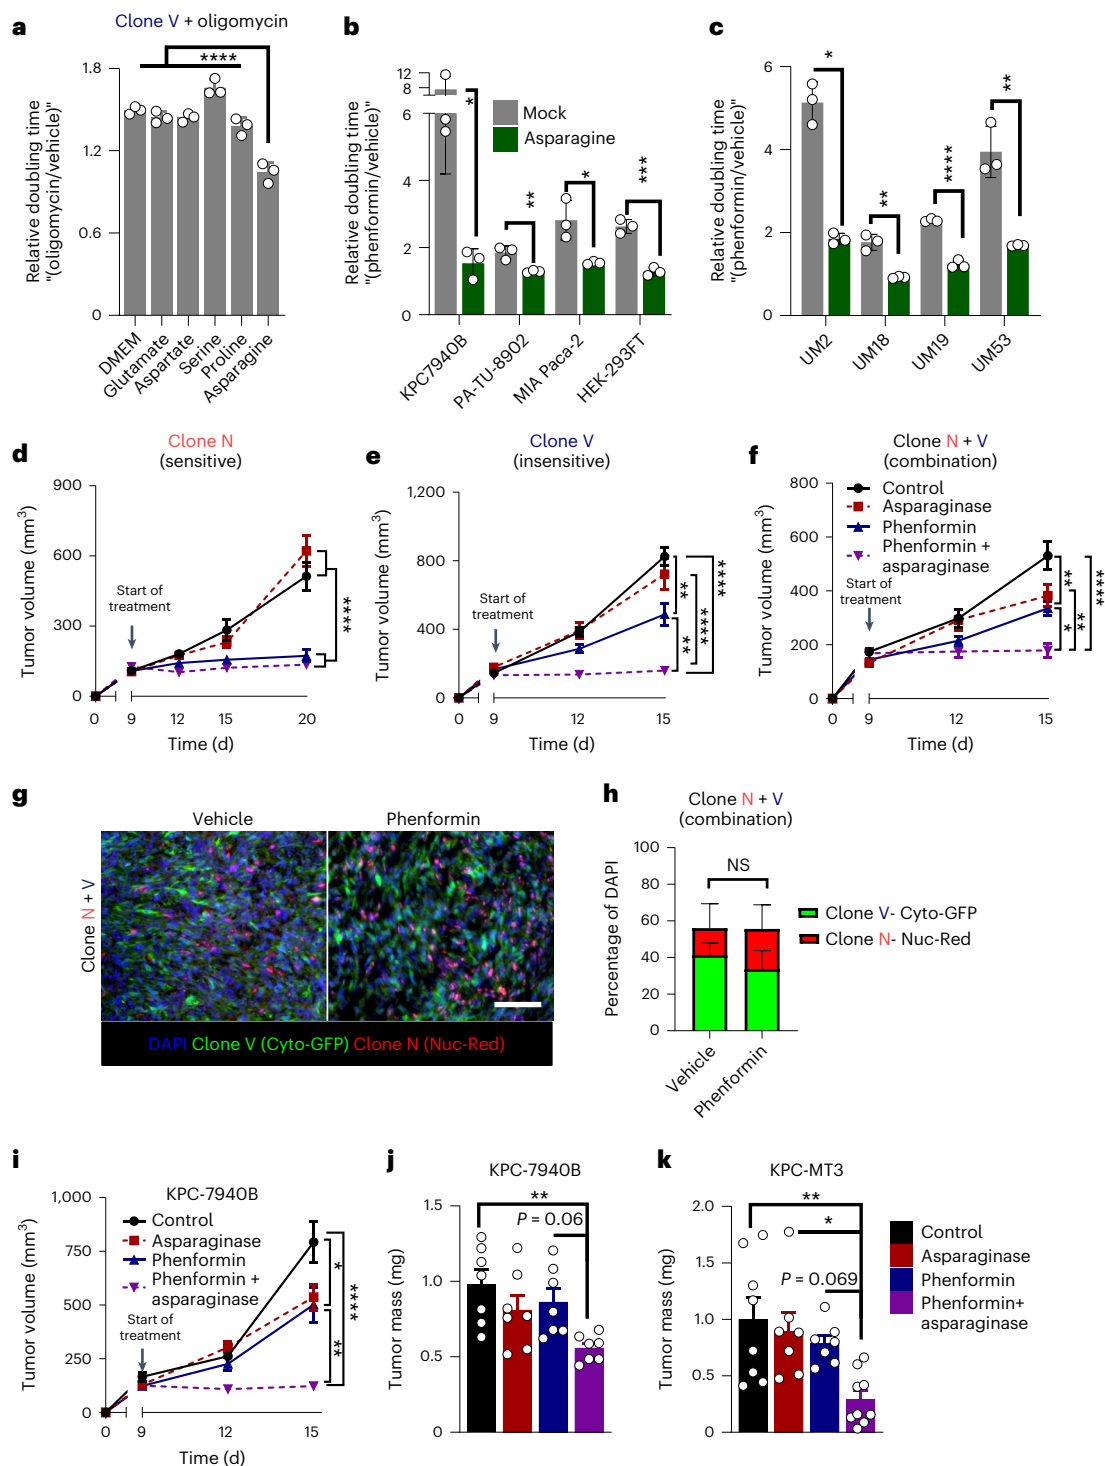 a
Clone V + oligomycin
****
Relative doubling time
"(oligomycin/vehicle)"
1.8
1.2
0.6
0
DMEM
Glutamate
Aspartate
Serine
Proline
Asparagine
b
Relative doubling time
"(phenformin/vehicle)"
12
8
6
4
2
0
*
**
*
***
Mock
Asparagine
KPC7940B
PA-TU-8902
MIA Paca-2
HEK-293FT
c
Relative doubling time
"(phenformin/vehicle)"
6
4
2
0
*
**
****
**
UM2
UM18
UM19
UM53
d
Clone N
(sensitive)
Tumor volume (mm3)
900
600
300
0
Start of
treatment
****
0 9 12 15 20
Time (d)
e
Clone V
(insensitive)
Tumor volume (mm3)
1,200
800
400
0
Start of
treatment
**
**
****
****
0 9 12 15
Time (d)
f
Clone N + V
(combination)
Tumor volume (mm3)
800
600
400
200
0
Control
Asparaginase
Phenformin
Phenformin +
asparaginase
Start of
treatment
**
*
**
****
0 9 12 15
Time (d)
g
Vehicle Phenformin
Clone N + V
DAPI Clone V (Cyto-GFP) Clone N (Nuc-Red)
h
Clone N + V
(combination)
Percentage of DAPI
100
80
60
40
20
0
NS
Clone V- Cyto-GFP
Clone N- Nuc-Red
Vehicle
Phenformin
i
KPC-7940B
Tumor volume (mm3)
1,000
750
500
250
0
Control
Asparaginase
Phenformin
Phenformin +
asparaginase
Start of
treatment
*
**
****
0 9 12 15
Time (d)
j
KPC-7940B
Tumor mass (mg)
1.5
1.0
0.5
0
**
P = 0.06
k
KPC-MT3
Tumor mass (mg)
2.0
1.5
1.0
0.5
0
**
*
P = 0.069
Control
Asparaginase
Phenformin
Phenformin+
asparaginase